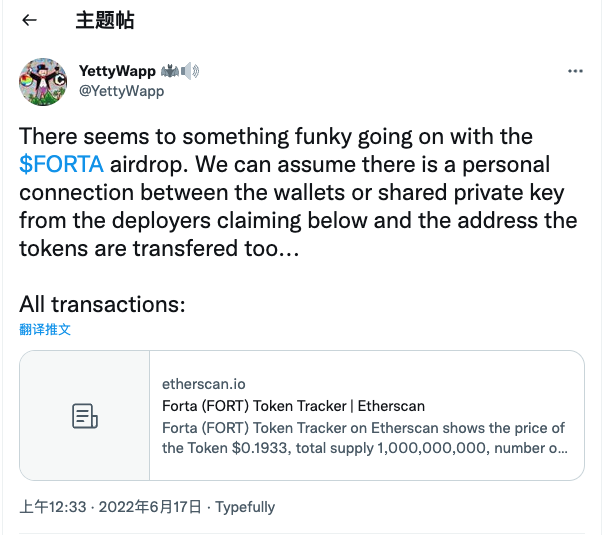 主题帖
YettyWapp 🦇🔊
@YettyWapp
There seems to something funky going on with the
$FORTA airdrop. We can assume there is a personal
connection between the wallets or shared private key
from the deployers claiming below and the address the
tokens are transfered too...
All transactions:
翻译推文
etherscan.io
Forta (FORT) Token Tracker | Etherscan
Forta (FORT) Token Tracker on Etherscan shows the price of
the Token $0.1933, total supply 1,000,000,000, number o...
上午12:33 · 2022年6月17日 · Typefully